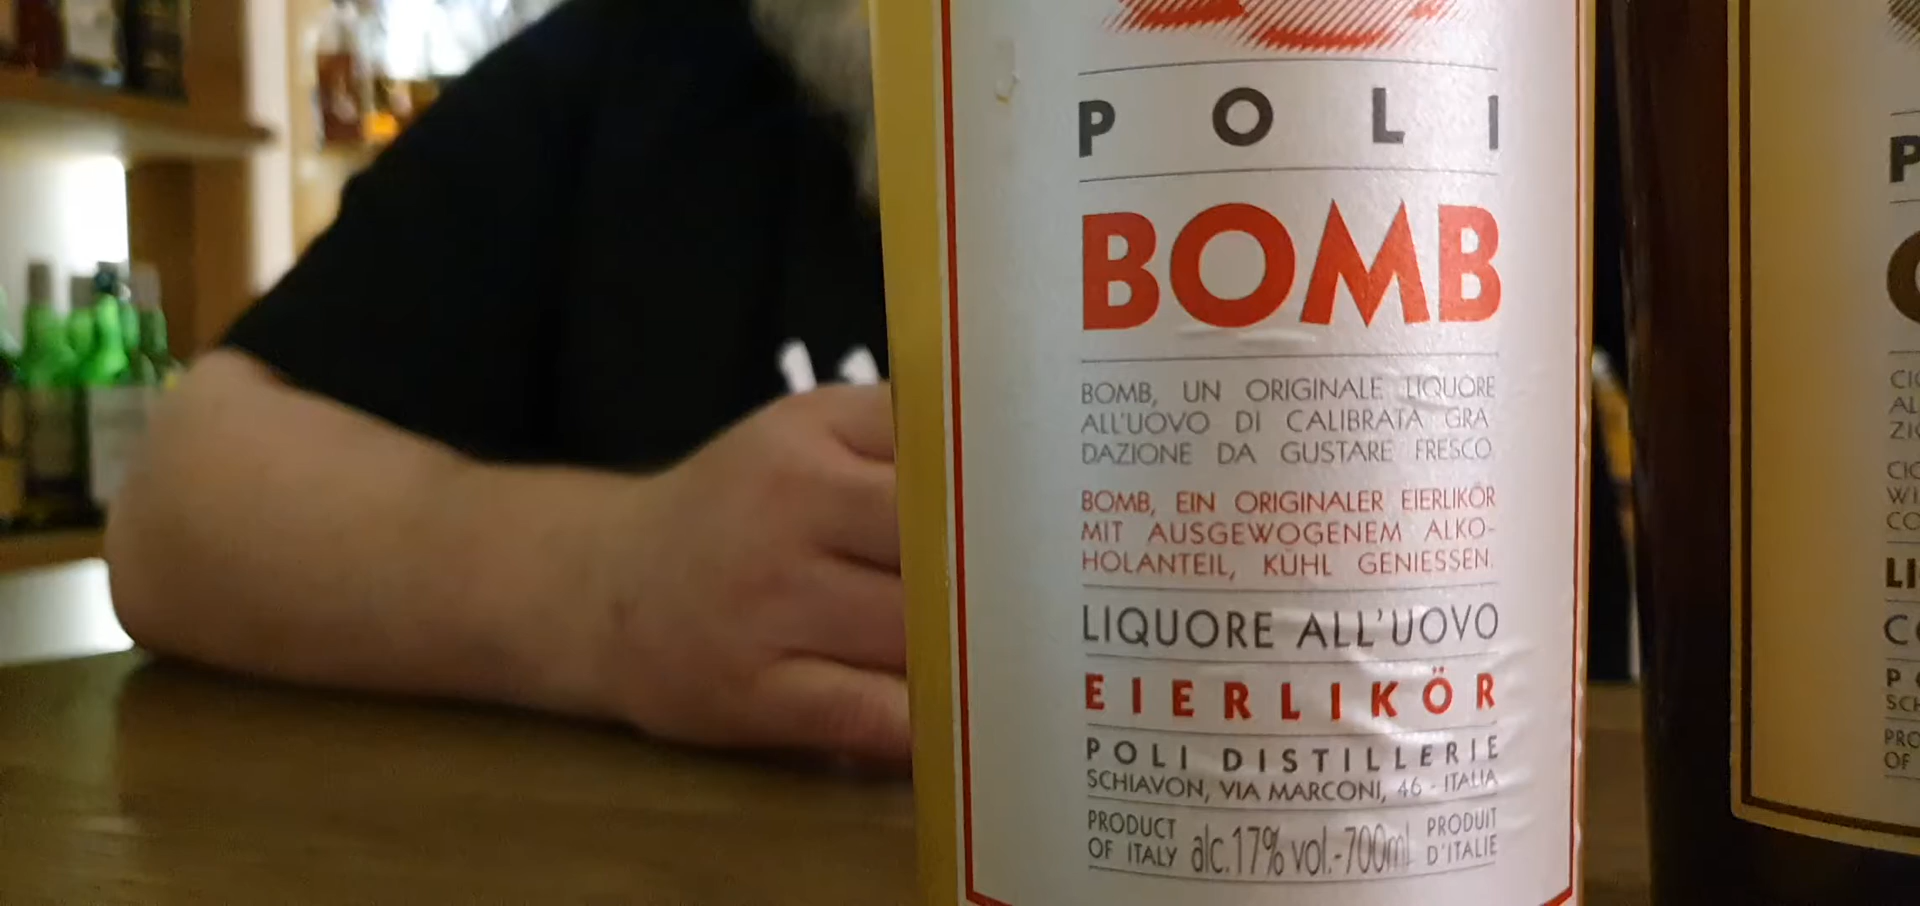 POLI
BOMB
BOMB, UN ORIGINALE LIQUORE
ALL'UOVO DI CALIBRATA GRA-
DAZIONE DA GUSTARE FRESCO.
BOMB, EIN ORIGINALER EIERLIKÖR
MIT AUSGEWOGENEM ALKO-
HOLANTEIL, KÜHL GENIESSEN.
LIQUORE ALL'UOVO
EIERLIKÖR
POLI DISTILLERIE
SCHIAVON, VIA MARCONI, 46 - ITALIA
PRODUCT OF ITALY
alc.17% vol.-700ml
PRODUIT D'ITALIE